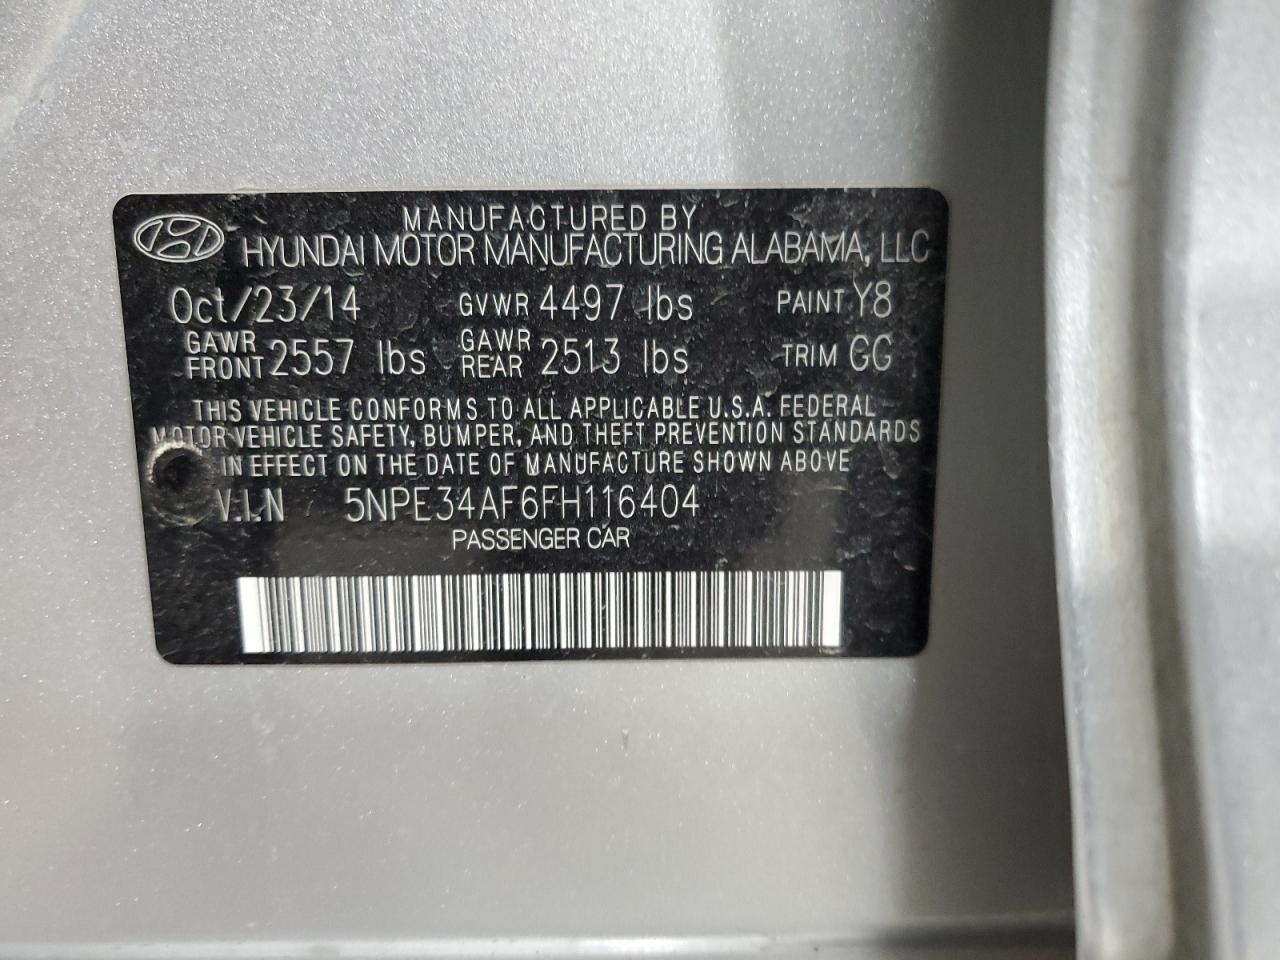 MANUFACTURED BY
HYUNDAI MOTOR MANUFACTURING ALABAMA, LLC
Oct/23/14 GVWR 4497 lbs PAINT Y8
GAWR FRONT 2557 lbs GAWR REAR 2513 lbs TRIM GG
THIS VEHICLE CONFORMS TO ALL APPLICABLE U.S.A. FEDERAL
MOTOR VEHICLE SAFETY, BUMPER, AND THEFT PREVENTION STANDARDS
IN EFFECT ON THE DATE OF MANUFACTURE SHOWN ABOVE
V.I.N 5NPE34AF6FH116404
PASSENGER CAR